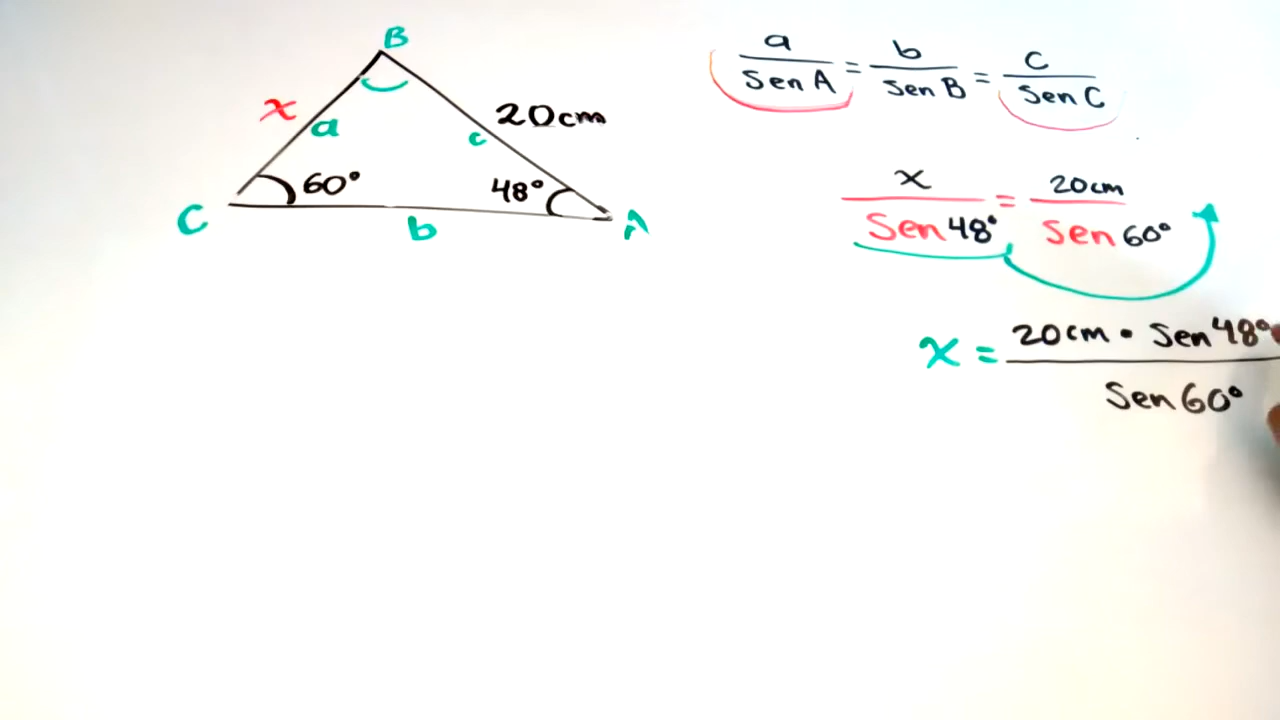 B
x
a
c
20cm
60°
48°
C
b
A
a/Sen A = b/Sen B = c/Sen C
x/Sen 48° = 20cm/Sen 60°
x = 20cm · Sen 48°/Sen 60°